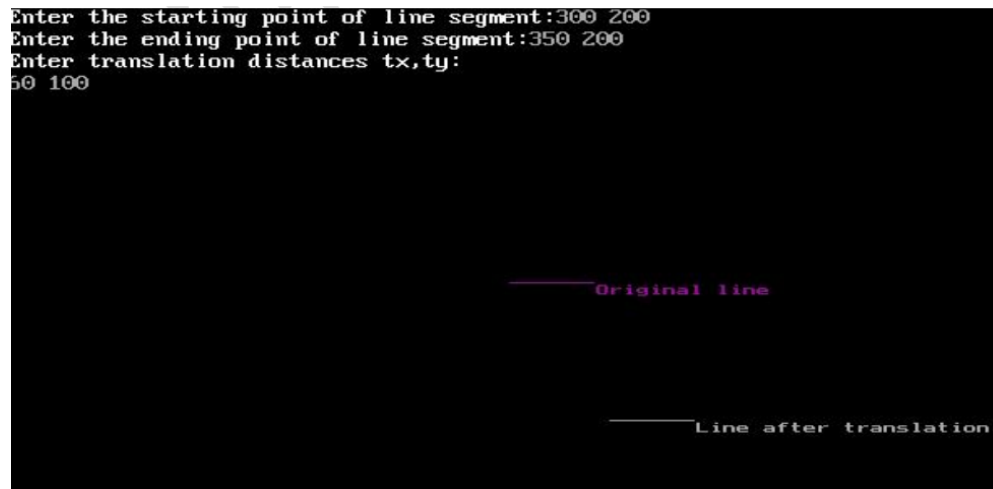 Enter the starting point of line segment:300 200
Enter the ending point of line segment:350 200
Enter translation distances tx,ty:
60 100
Original line
Line after translation